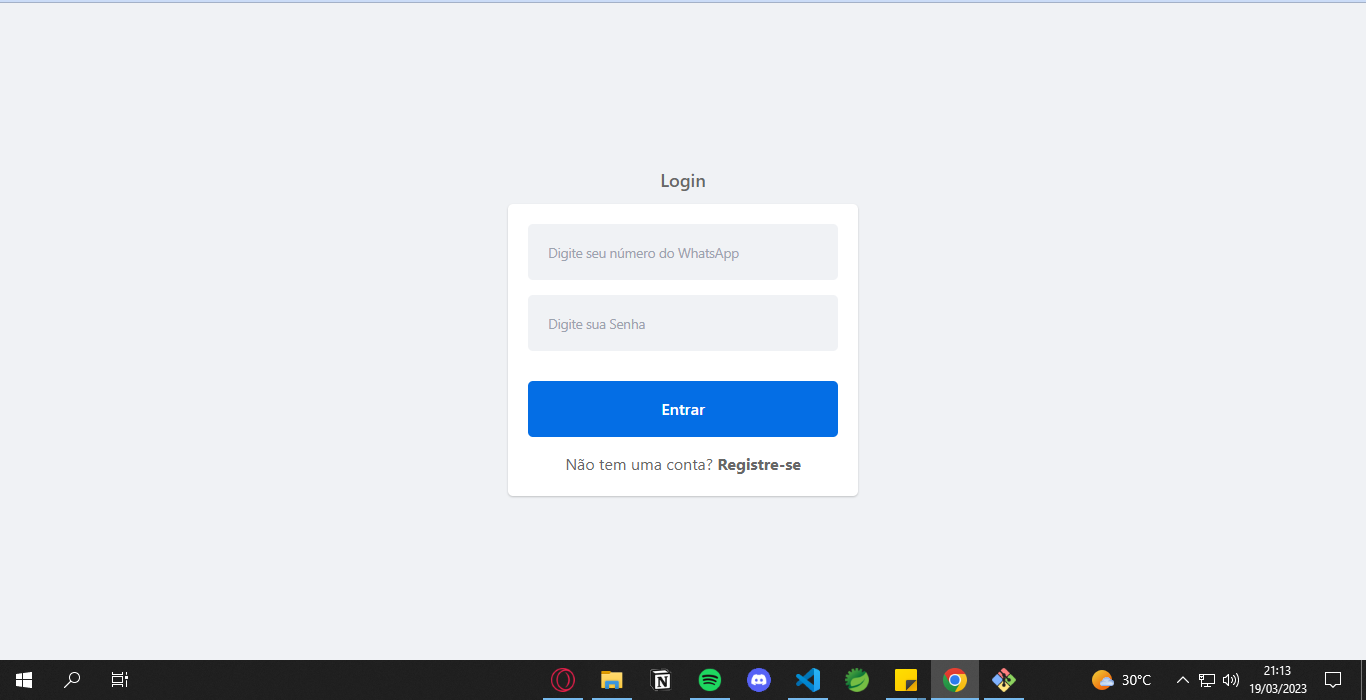 Login
Digite seu número do WhatsApp
Digite sua Senha
Entrar
Não tem uma conta? Registre-se
30°C
21:13
19/03/2023